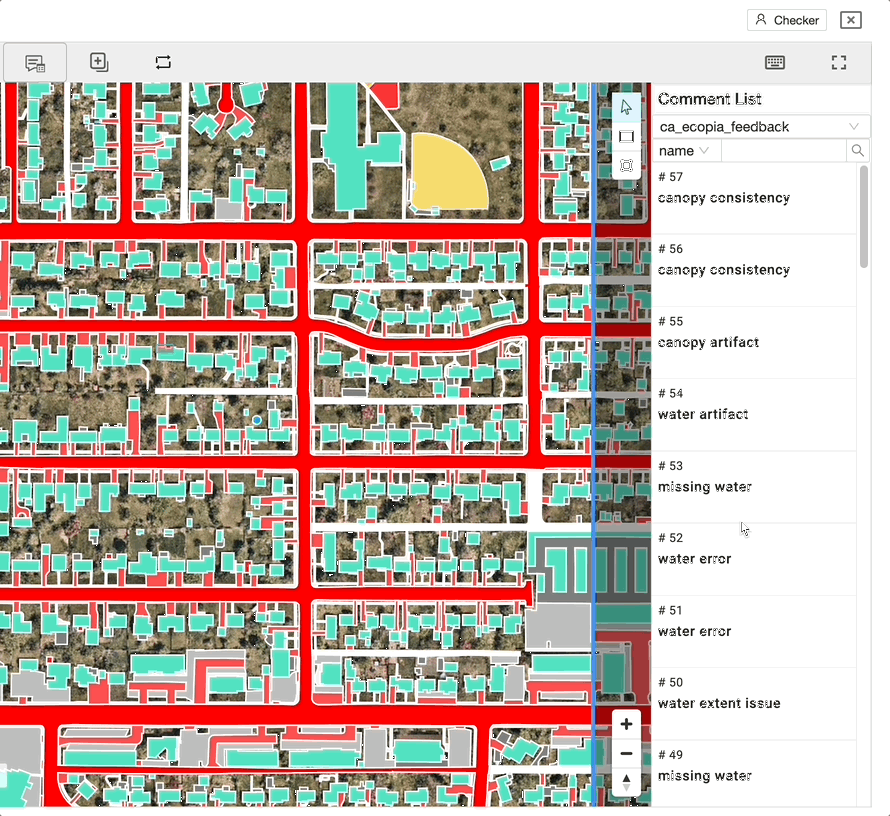 Checker
Comment List
ca_ecopia_feedback
name
# 57
canopy consistency
# 56
canopy consistency
# 55
canopy artifact
# 54
water artifact
# 53
missing water
# 52
water error
# 51
water error
# 50
water extent issue
# 49
missing water